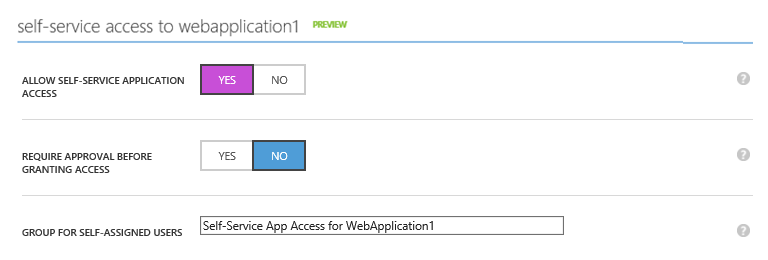 self-service access to webapplication1 PREVIEW
ALLOW SELF-SERVICE APPLICATION
ACCESS
YES NO
?
REQUIRE APPROVAL BEFORE
GRANTING ACCESS
YES NO
?
GROUP FOR SELF-ASSIGNED USERS
Self-Service App Access for WebApplication1
?